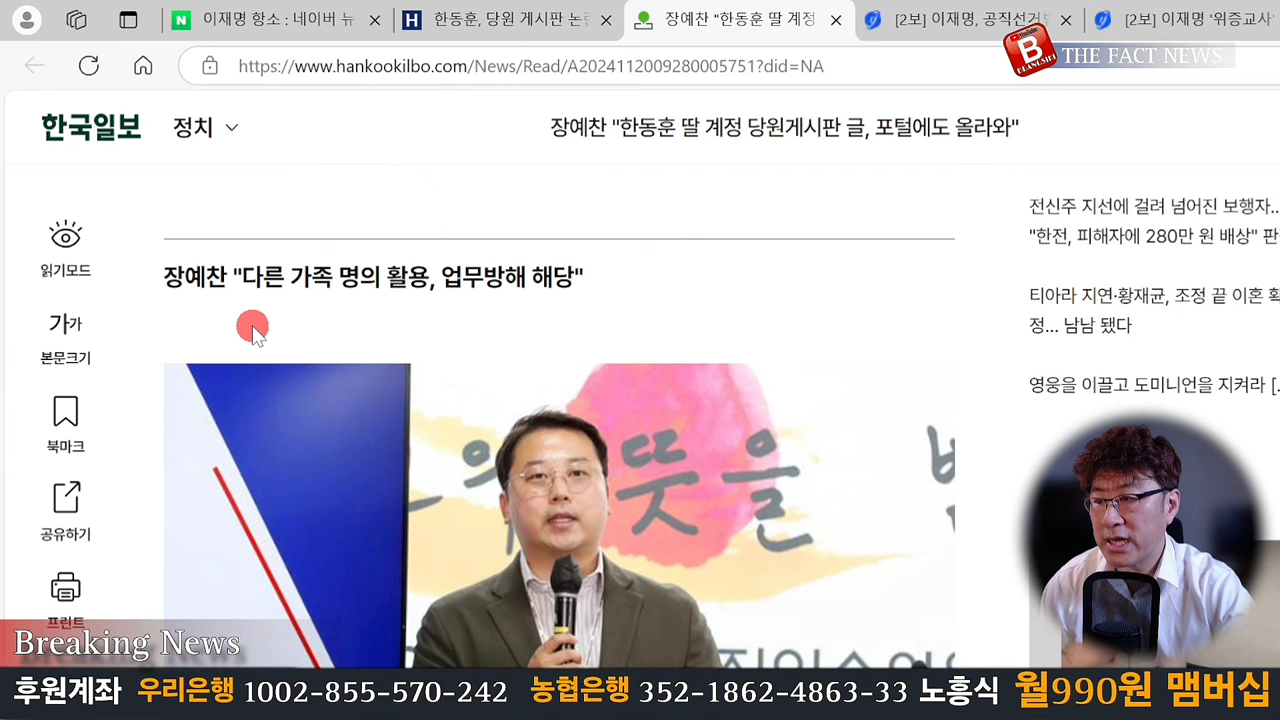 이재명 항소 : 네이버 뉴
한동훈, 당원 게시판 논란
장예찬 "한동훈 딸 계정
[2보] 이재명, 공직선거법
[2보] 이재명 '위증교사'
https://www.hankookilbo.com/News/Read/A2024112009280005751?did=NA
THE FACT NEWS
한국일보
정치
장예찬 "한동훈 딸 계정 당원게시판 글, 포털에도 올라와"
전신주 지선에 걸려 넘어진 보행자...
"한전, 피해자에 280만 원 배상" 판
읽기모드
장예찬 "다른 가족 명의 활용, 업무방해 해당"
티아라 지연·황재균, 조정 끝 이혼 확
정... 남남 됐다
가가
본문크기
영웅을 이끌고 도미니언을 지켜라 [
북마크
뜻을
공유하기
프린트
Breaking News
후원계좌 우리은행 1002-855-570-242 농협은행 352-1862-4863-33 노흥식 월990원 맴버십